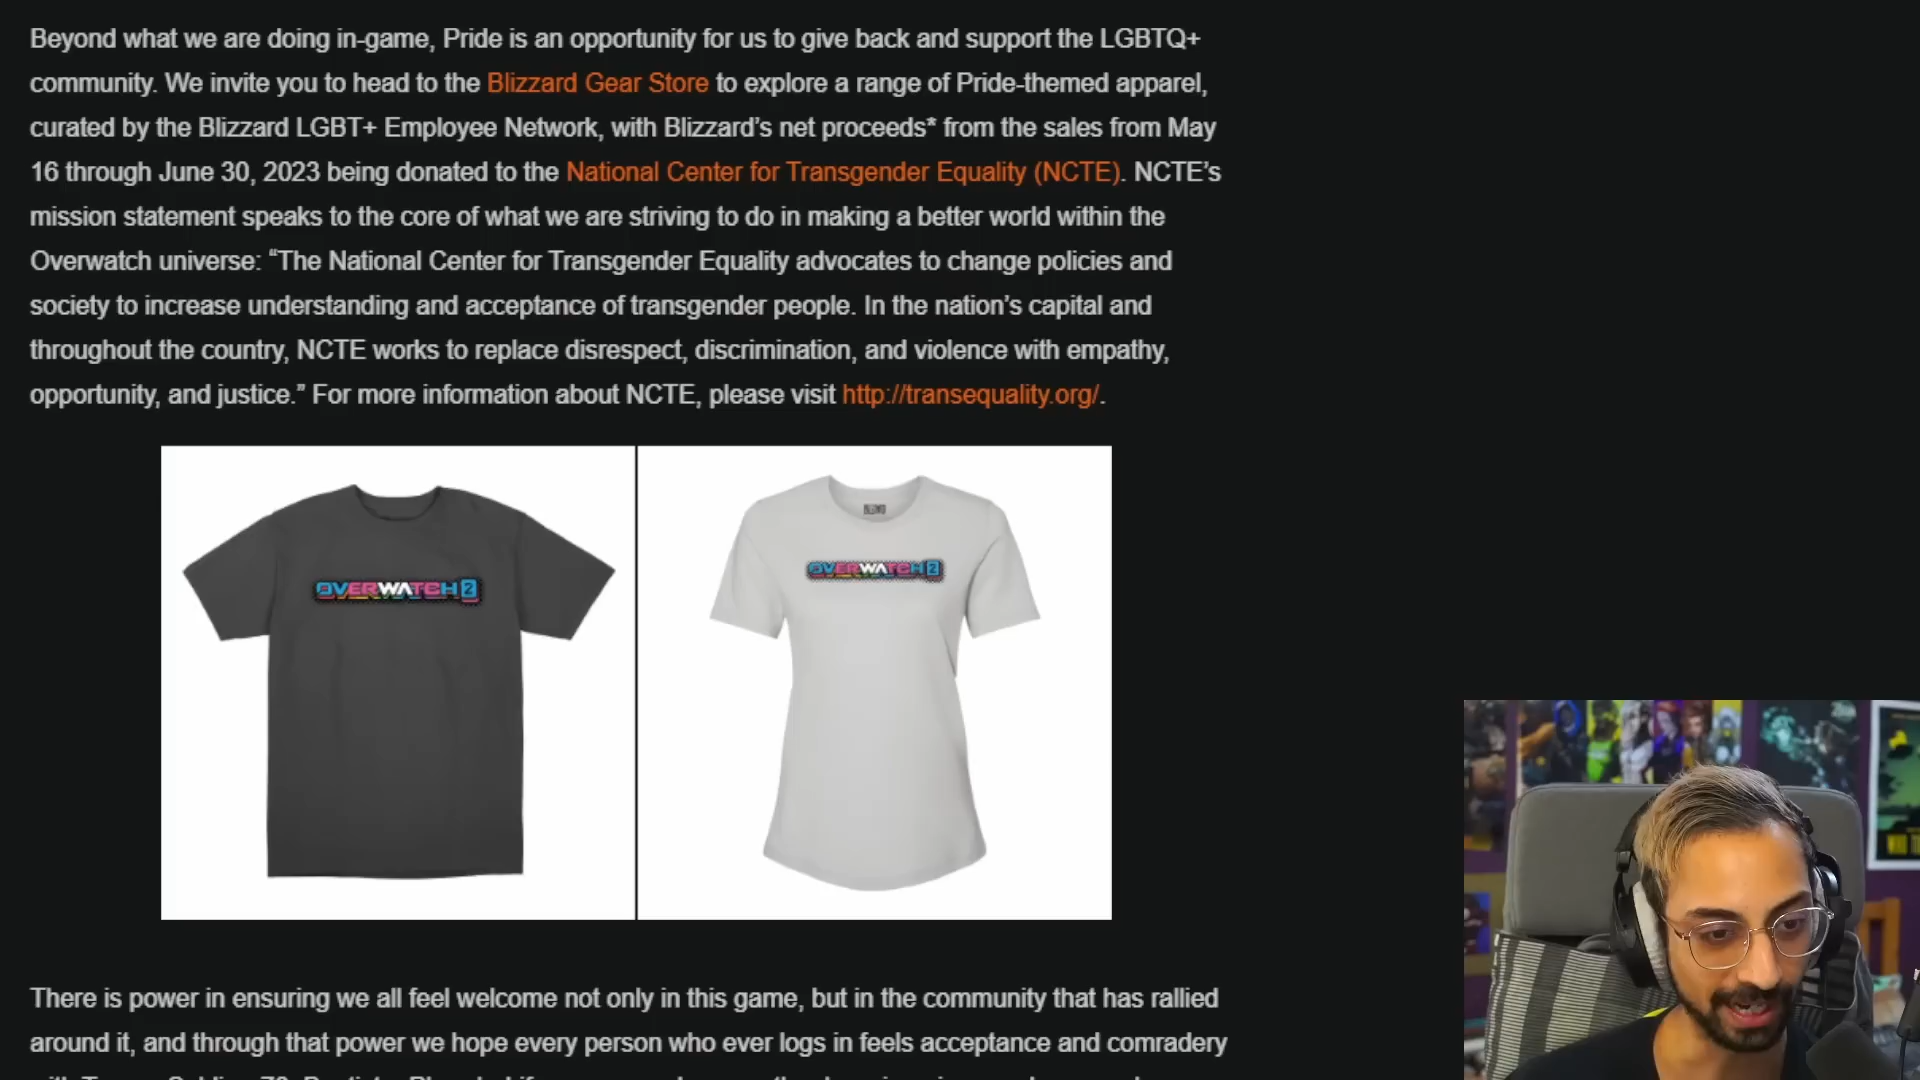 Beyond what we are doing in-game, Pride is an opportunity for us to give back and support the LGBTQ+
community. We invite you to head to the Blizzard Gear Store to explore a range of Pride-themed apparel,
curated by the Blizzard LGBT+ Employee Network, with Blizzard’s net proceeds* from the sales from May
16 through June 30, 2023 being donated to the National Center for Transgender Equality (NCTE). NCTE’s
mission statement speaks to the core of what we are striving to do in making a better world within the
Overwatch universe: “The National Center for Transgender Equality advocates to change policies and
society to increase understanding and acceptance of transgender people. In the nation’s capital and
throughout the country, NCTE works to replace disrespect, discrimination, and violence with empathy,
opportunity, and justice.” For more information about NCTE, please visit http://transequality.org/.
OVERWATCH 2
OVERWATCH 2
There is power in ensuring we all feel welcome not only in this game, but in the community that has rallied
around it, and through that power we hope every person who ever logs in feels acceptance and comradery